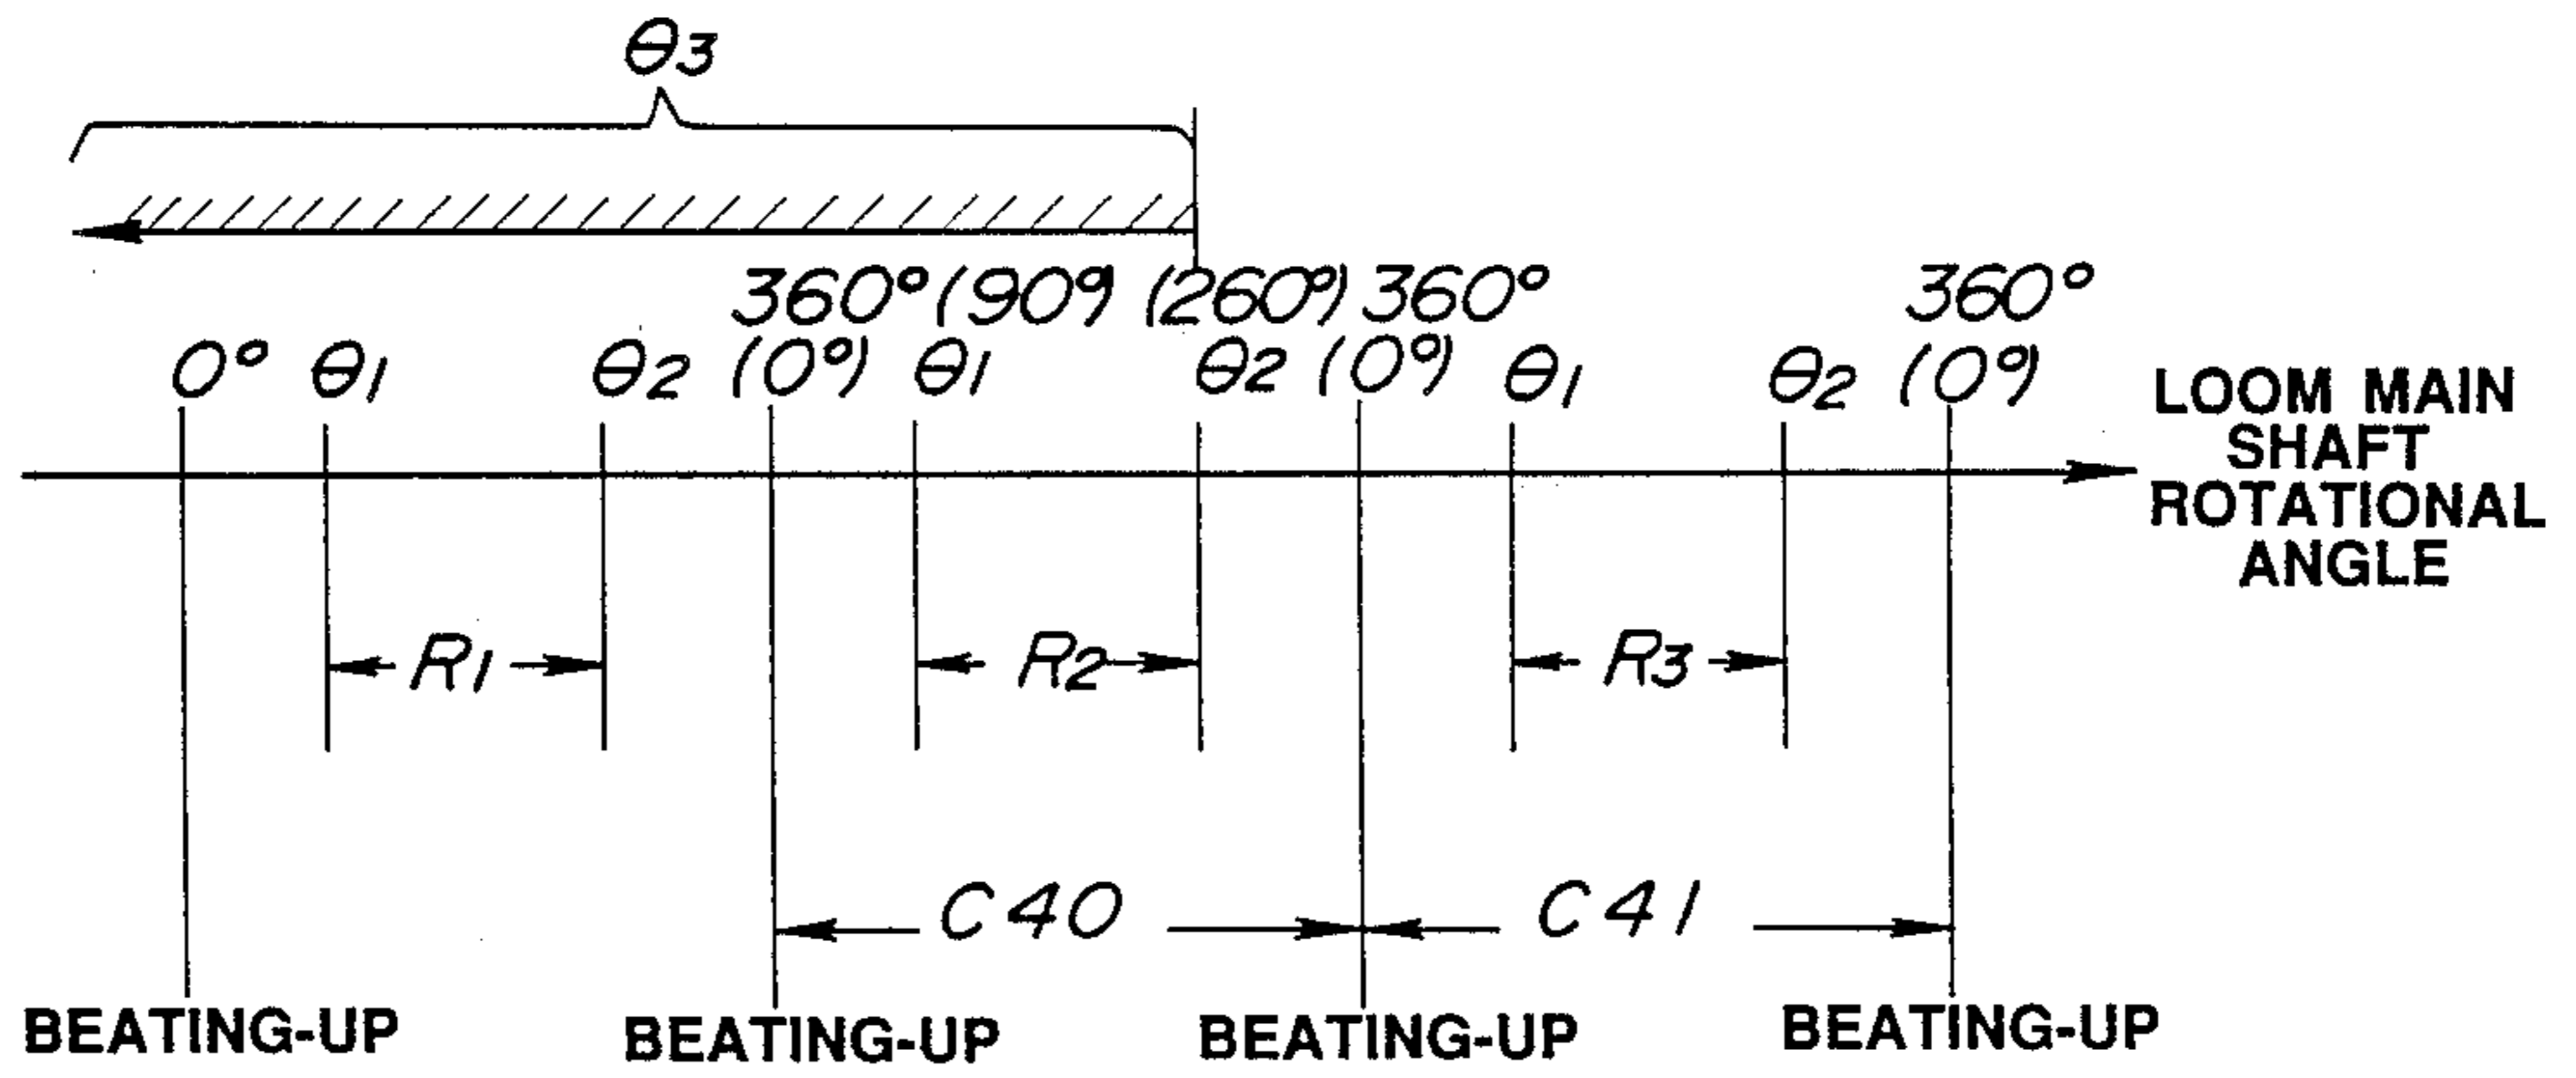 θ3
360° (90°) (260°) 360° 360°
0° θ1 θ2 (0°) θ1 θ2 (0°) θ1 θ2 (0°)
LOOM MAIN
SHAFT
ROTATIONAL
ANGLE
R1 R2 R3
C40 C41
BEATING-UP BEATING-UP BEATING-UP BEATING-UP